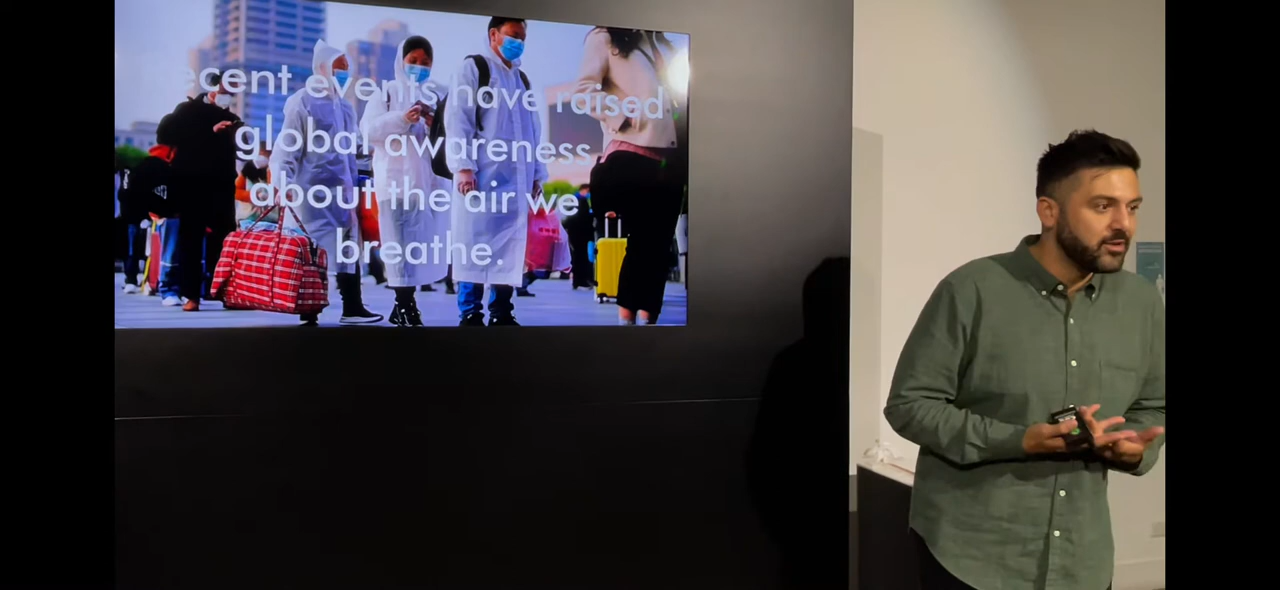 ecent events have raised
global awareness
about the air we
breathe.